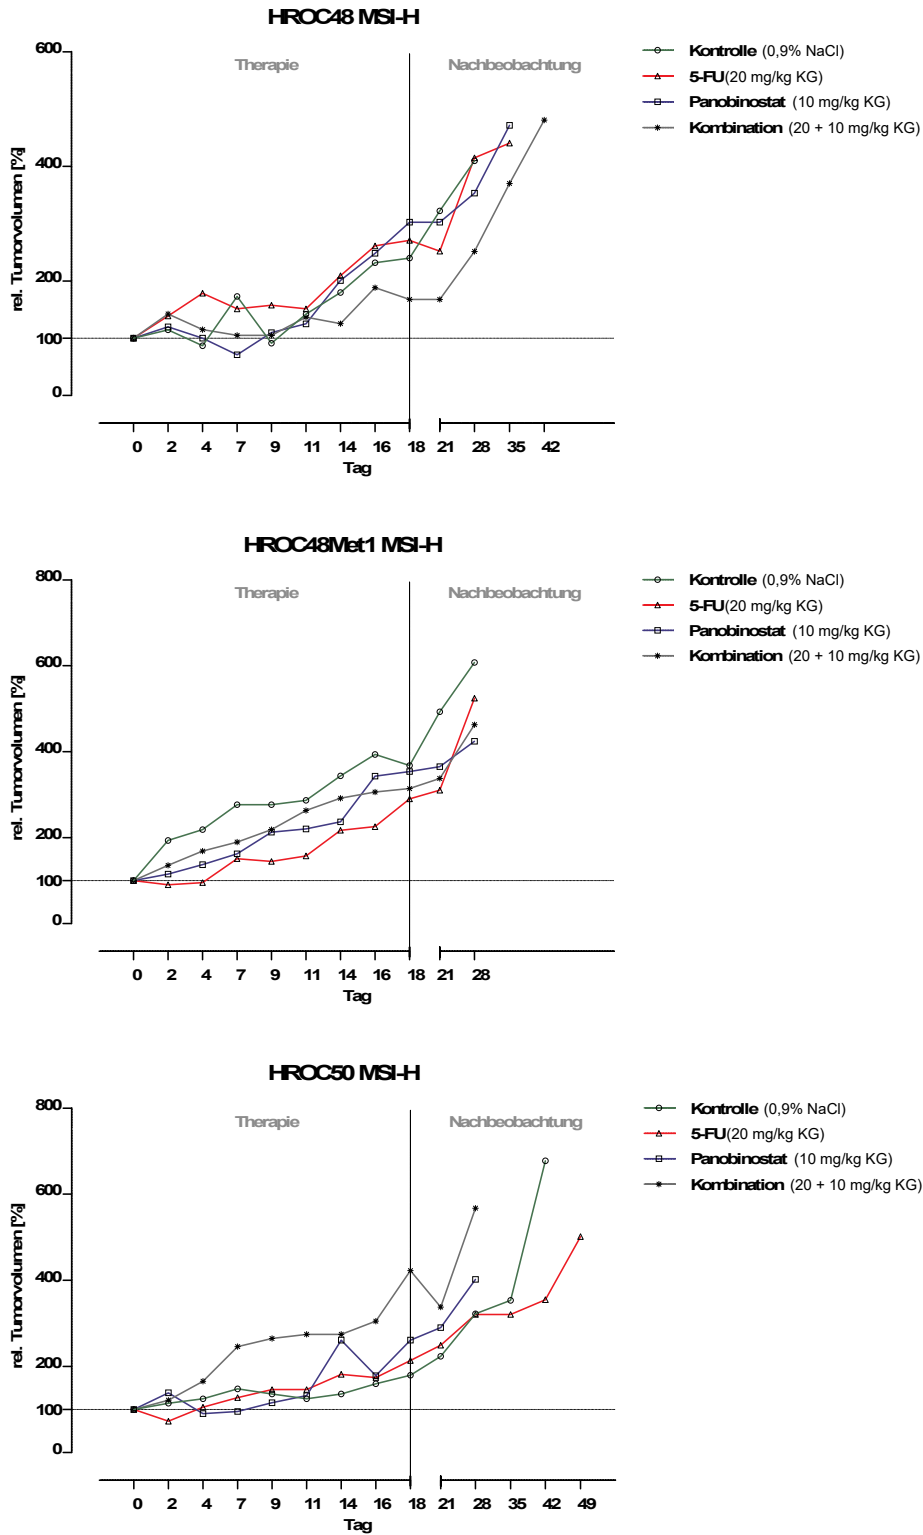 HROC48 MSI-H
600
400
200
100
0
rel. Tumorvolumen [%]
Therapie
Nachbeobachtung
Kontrolle (0,9% NaCl)
5-FU(20 mg/kg KG)
Panobinostat (10 mg/kg KG)
Kombination (20 + 10 mg/kg KG)
0 2 4 7 9 11 14 16 18 21 28 35 42
Tag
HROC48Met1 MSI-H
800
600
400
200
100
0
rel. Tumorvolumen [%]
Therapie
Nachbeobachtung
Kontrolle (0,9% NaCl)
5-FU(20 mg/kg KG)
Panobinostat (10 mg/kg KG)
Kombination (20 + 10 mg/kg KG)
0 2 4 7 9 11 14 16 18 21 28
Tag
HROC50 MSI-H
800
600
400
200
100
0
rel. Tumorvolumen [%]
Therapie
Nachbeobachtung
Kontrolle (0,9% NaCl)
5-FU(20 mg/kg KG)
Panobinostat (10 mg/kg KG)
Kombination (20 + 10 mg/kg KG)
0 2 4 7 9 11 14 16 18 21 28 35 42 49
Tag